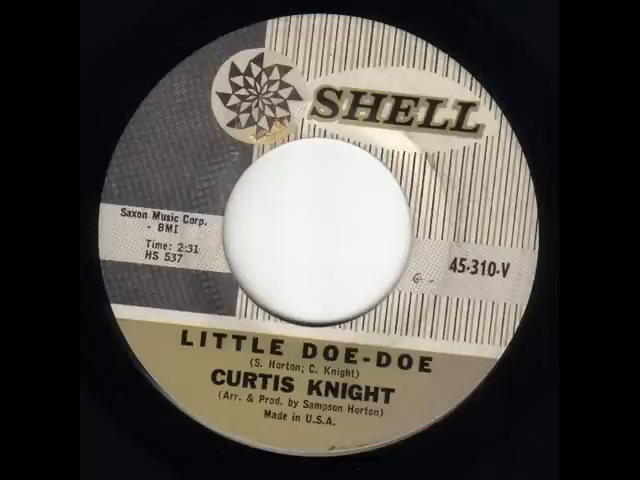 SHELL
Saxon Music Corp.
- BMI
Time: 2:31
HS 537
45-310-V
LITTLE DOE-DOE
(S. Horton; C. Knight)
CURTIS KNIGHT
(Arr. & Prod. by Sampson Horton)
Made in U.S.A.